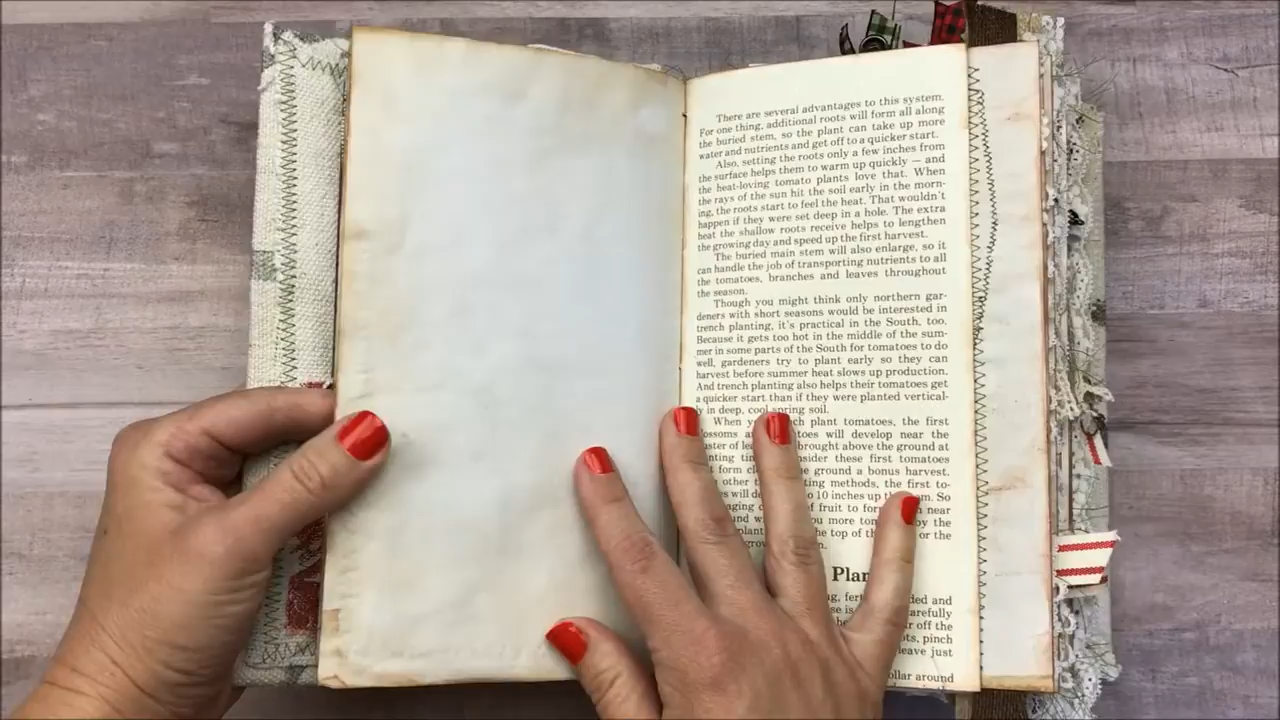 There are several advantages to this system.
For one thing, additional roots will form all along
the buried stem, so the plant can take up more
water and nutrients and get off to a quicker start.
Also, setting the roots only a few inches from
the surface helps them to warm up quickly — and
the heat-loving tomato plants love that. When
the rays of the sun hit the soil early in the morn-
ing, the roots start to feel the heat. That wouldn't
happen if they were set deep in a hole. The extra
heat the shallow roots receive helps to lengthen
the growing day and speed up the first harvest.
The buried main stem will also enlarge, so it
can handle the job of transporting nutrients to all
the tomatoes, branches and leaves throughout
the season.
Though you might think only northern gar-
deners with short seasons would be interested in
trench planting, it's practical in the South, too.
Because it gets too hot in the middle of the sum-
mer in some parts of the South for tomatoes to do
well, gardeners try to plant early so they can
harvest before summer heat slows up production.
And trench planting also helps their tomatoes get
a quicker start than if they were planted vertical-
ly in deep, cool spring soil.
When plant tomatoes, the first
will develop near the
brought above the ground at
these first tomatoes
form ground a bonus harvest.
other methods, the first to-
will 10 inches up So
of fruit to near
you more by the
plant the top of or the
Plan
and
carefully
off the
pinch
leave just
collar around